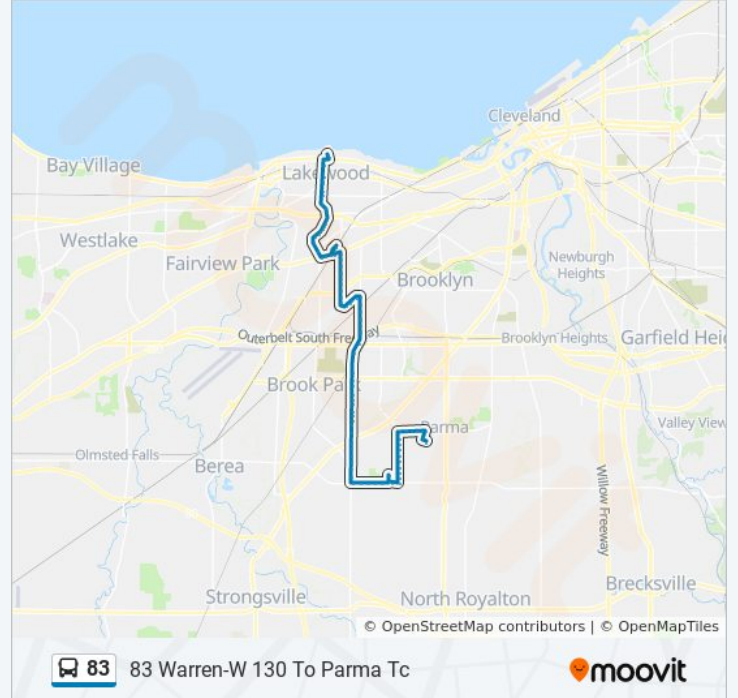 Cleveland
Bay Village
Lakewood
Westlake
Fairview Park
Newburgh
Heights
Brooklyn
Outerbelt South Freeway
Brooklyn Heights
Garfield Hei
Brook Park
Parma
Valley View
Olmsted Falls
Berea
Willow Freeway
Brecksville
Strongsville
North Royalton
© OpenStreetMap contributors | © OpenMapTiles
83 83 Warren-W 130 To Parma Tc
moovit